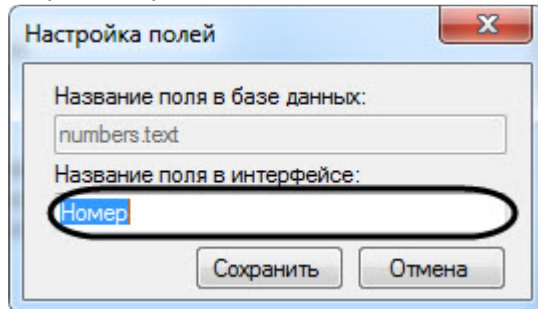 Настройка полей
Название поля в базе данных:
numbers.text
Название поля в интерфейсе:
Номер
Сохранить Отмена